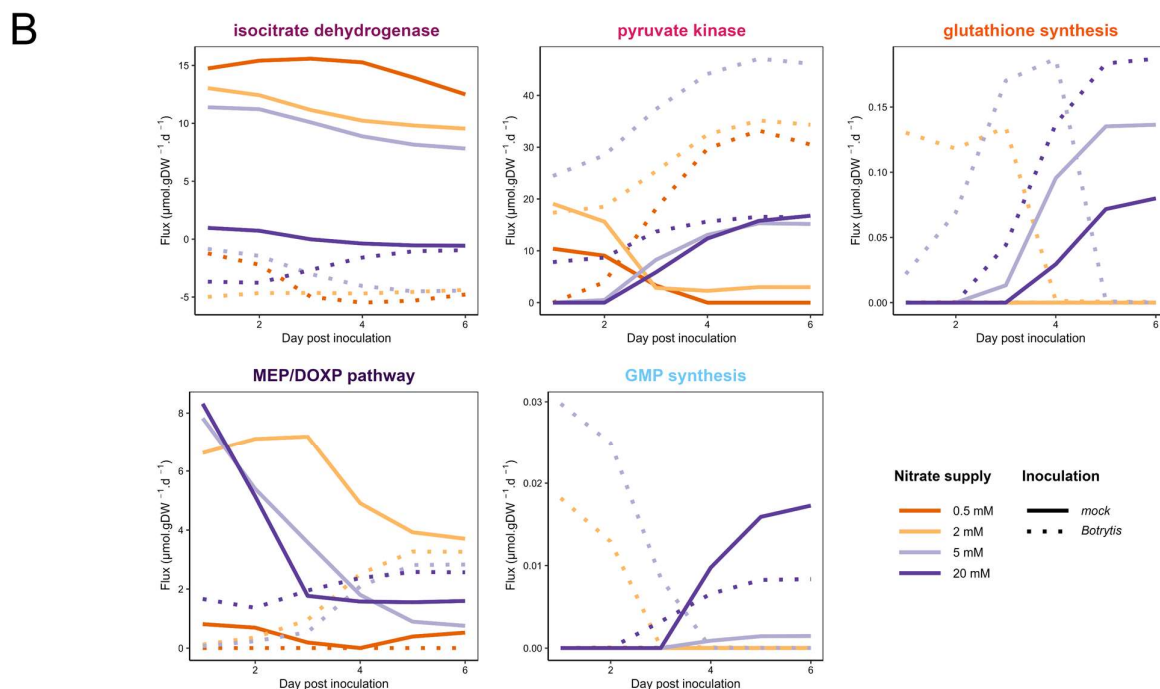 B
isocitrate dehydrogenase
Flux (µmol.gDW⁻¹.d⁻¹)
15
10
5
0
-5
2
4
6
Day post inoculation
pyruvate kinase
Flux (µmol.gDW⁻¹.d⁻¹)
40
30
20
10
0
2
4
6
Day post inoculation
glutathione synthesis
Flux (µmol.gDW⁻¹.d⁻¹)
0.15
0.10
0.05
0.00
2
4
6
Day post inoculation
MEP/DOXP pathway
Flux (µmol.gDW⁻¹.d⁻¹)
8
6
4
2
0
2
4
6
Day post inoculation
GMP synthesis
Flux (µmol.gDW⁻¹.d⁻¹)
0.03
0.02
0.01
0.00
2
4
6
Day post inoculation
Nitrate supply
0.5 mM
2 mM
5 mM
20 mM
Inoculation
mock
Botrytis